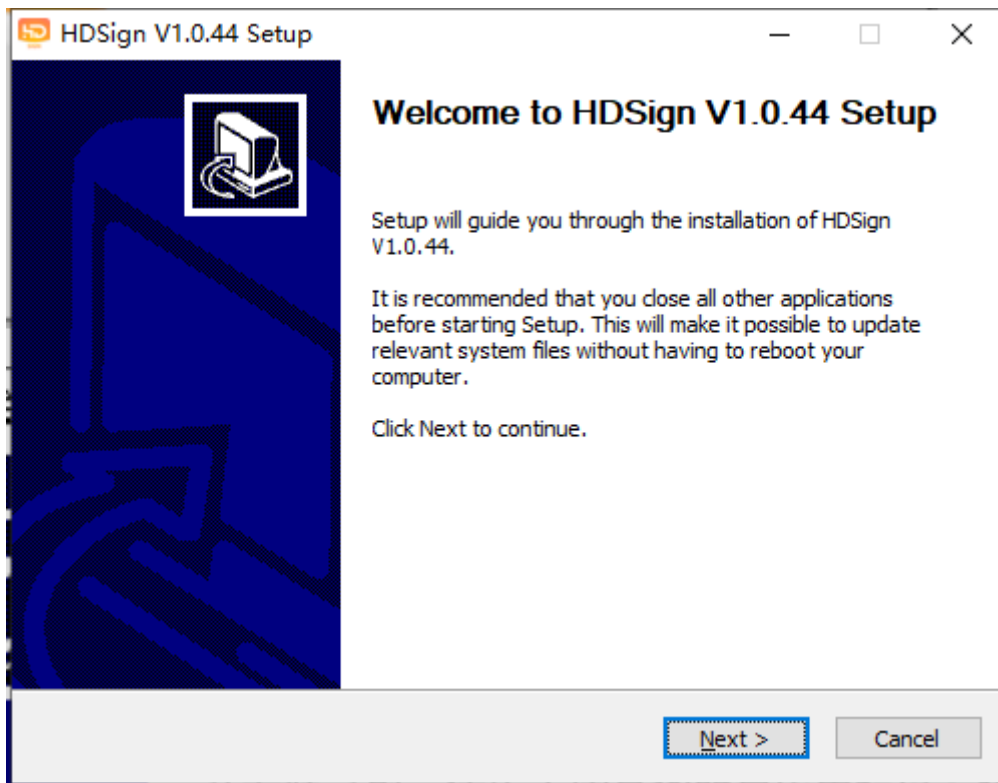 HDSign V1.0.44 Setup
Welcome to HDSign V1.0.44 Setup
Setup will guide you through the installation of HDSign
V1.0.44.
It is recommended that you close all other applications
before starting Setup. This will make it possible to update
relevant system files without having to reboot your
computer.
Click Next to continue.
Next >
Cancel